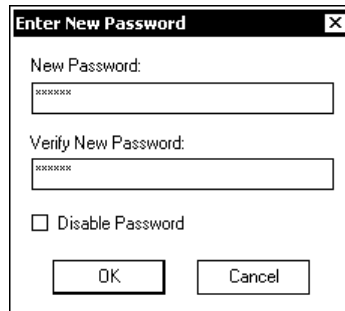 Enter New Password
New Password:
××××××
Verify New Password:
××××××
Disable Password
OK Cancel